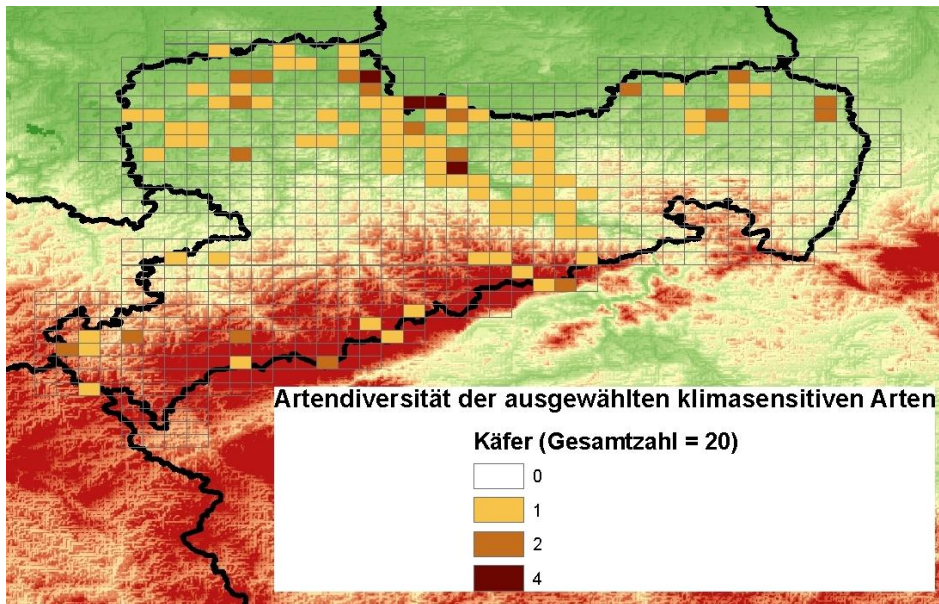 Artendiversität der ausgewählten klimasensitiven Arten
Käfer (Gesamtzahl = 20)
0
1
2
4